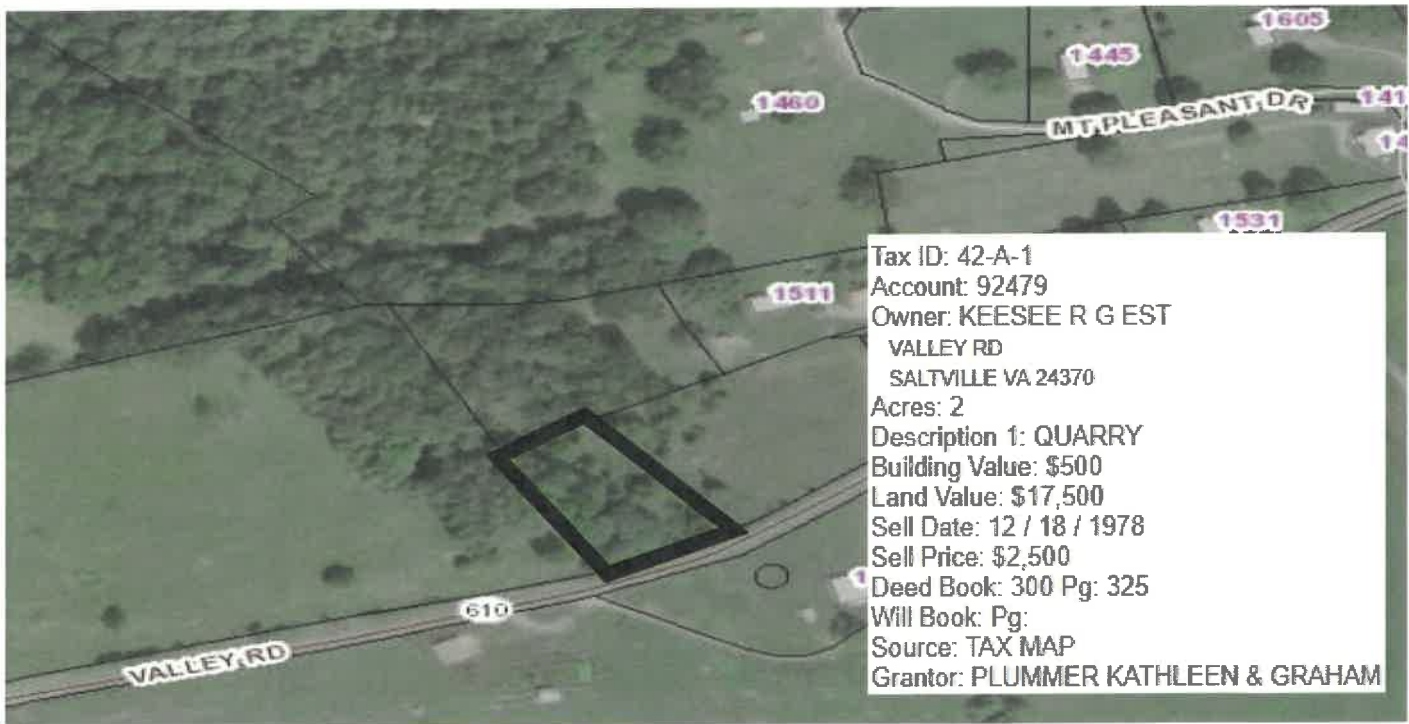 1605
1445
1460
141
MT PLEASANT DR
14
1531
1511
Tax ID: 42-A-1
Account: 92479
Owner: KEESEE R G EST
VALLEY RD
SALTVILLE VA 24370
Acres: 2
Description 1: QUARRY
Building Value: $500
Land Value: $17,500
Sell Date: 12 / 18 / 1978
Sell Price: $2,500
Deed Book: 300 Pg: 325
Will Book: Pg:
Source: TAX MAP
Grantor: PLUMMER KATHLEEN & GRAHAM
1
610
VALLEY RD